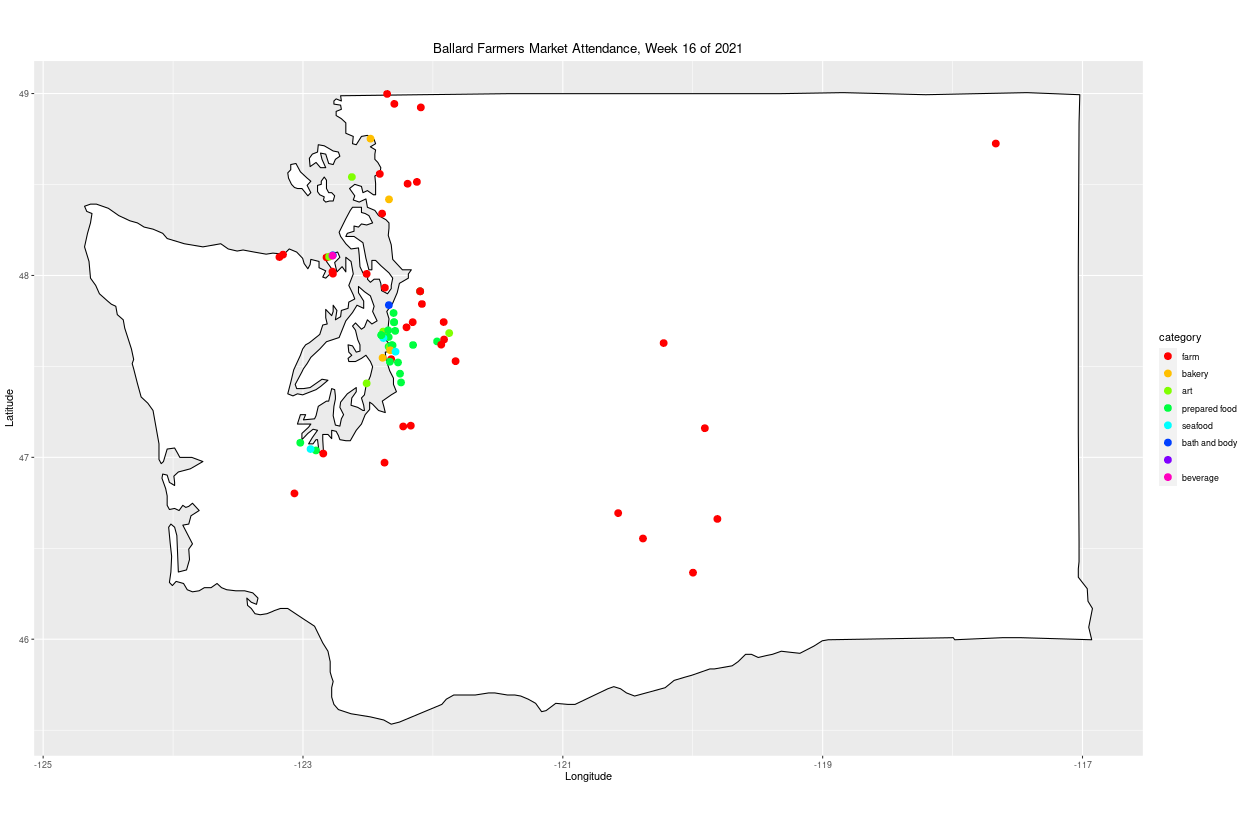 Ballard Farmers Market Attendance, Week 16 of 2021
49
48
47
46
Latitude
-125
-123
-121
-119
-117
Longitude
category
farm
bakery
art
prepared food
seafood
bath and body
beverage